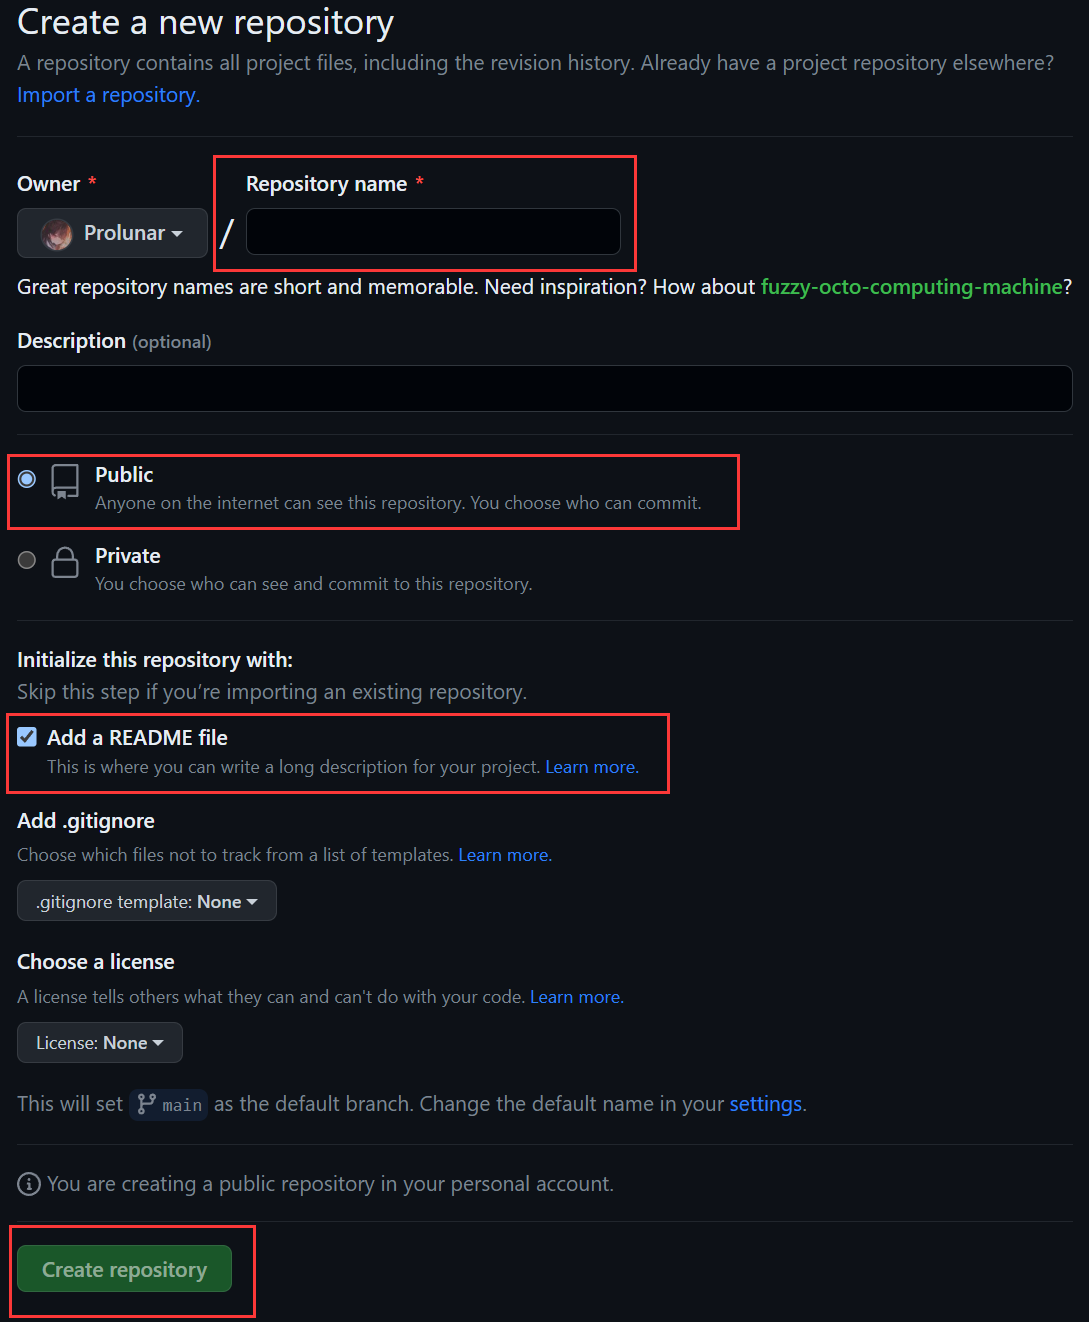 Create a new repository
A repository contains all project files, including the revision history. Already have a project repository elsewhere?
Import a repository.
Owner *
Repository name *
Prolunar
/
Great repository names are short and memorable. Need inspiration? How about fuzzy-octo-computing-machine?
Description (optional)
Public
Anyone on the internet can see this repository. You choose who can commit.
Private
You choose who can see and commit to this repository.
Initialize this repository with:
Skip this step if you’re importing an existing repository.
Add a README file
This is where you can write a long description for your project. Learn more.
Add .gitignore
Choose which files not to track from a list of templates. Learn more.
.gitignore template: None
Choose a license
A license tells others what they can and can't do with your code. Learn more.
License: None
This will set main as the default branch. Change the default name in your settings.
You are creating a public repository in your personal account.
Create repository